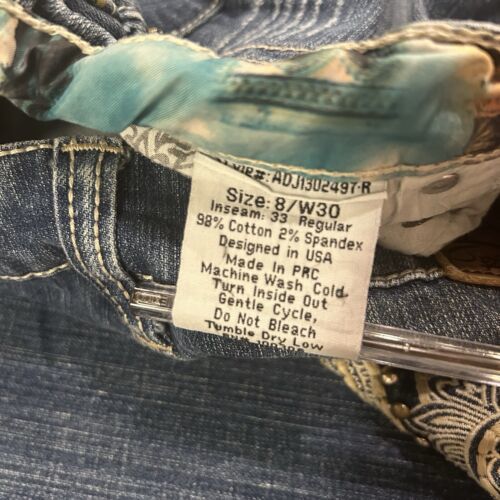 ADJ1302497-R
Size: 8/W30
Inseam: 33 Regular
98% Cotton 2% Spandex
Designed in USA
Made in PRC
Machine Wash Cold
Turn Inside Out
Gentle Cycle,
Do Not Bleach
Tumble Dry Low